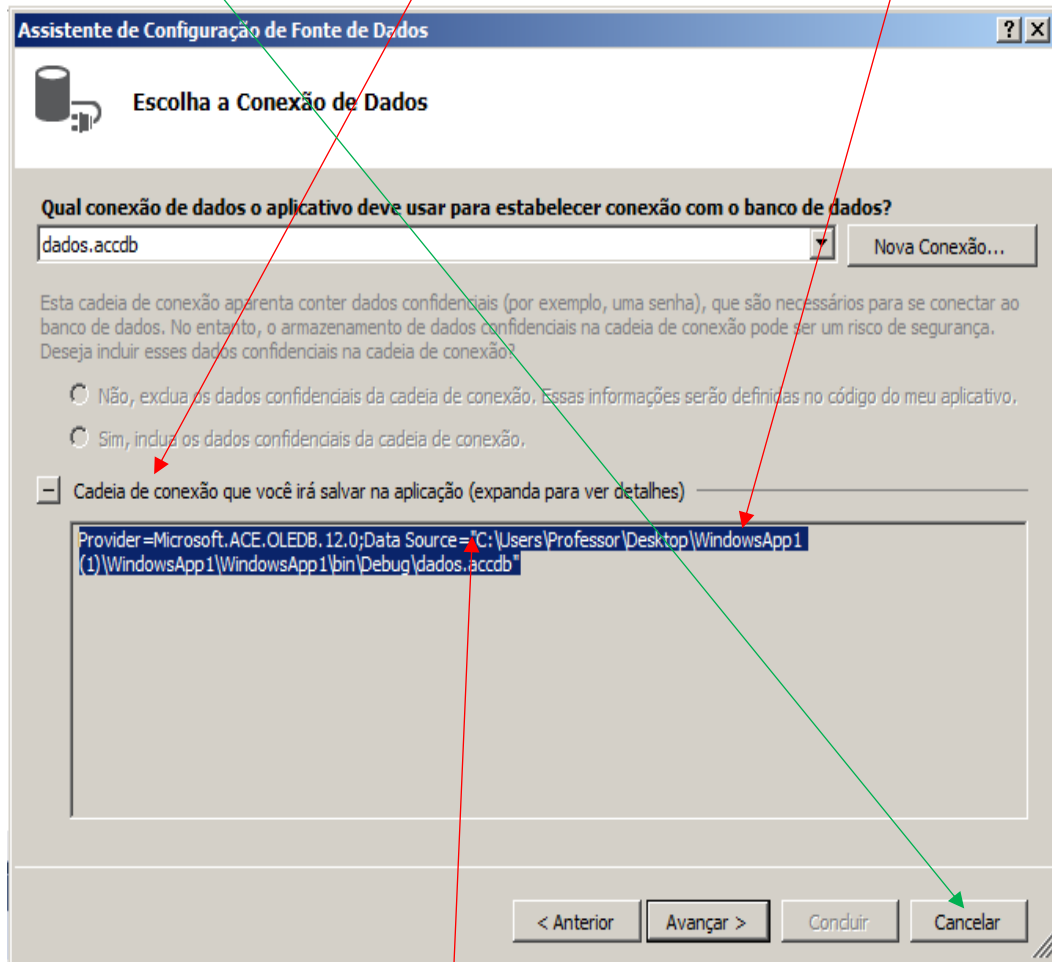 Assistente de Configuração de Fonte de Dados
Escolha a Conexão de Dados
Qual conexão de dados o aplicativo deve usar para estabelecer conexão com o banco de dados?
dados.accdb
Nova Conexão...
Esta cadeia de conexão aparenta conter dados confidenciais (por exemplo, uma senha), que são necessários para se conectar ao
banco de dados. No entanto, o armazenamento de dados confidenciais na cadeia de conexão pode ser um risco de segurança.
Deseja incluir esses dados confidenciais na cadeia de conexão?
Não, exclua os dados confidenciais da cadeia de conexão. Essas informações serão definidas no código do meu aplicativo.
Sim, inclua os dados confidenciais da cadeia de conexão.
Cadeia de conexão que você irá salvar na aplicação (expanda para ver detalhes)
Provider=Microsoft.ACE.OLEDB.12.0;Data Source="C:\Users\Professor\Desktop\WindowsApp1
(1)\WindowsApp1\WindowsApp1\bin\Debug\dados.accdb"
< Anterior
Avançar >
Concluir
Cancelar